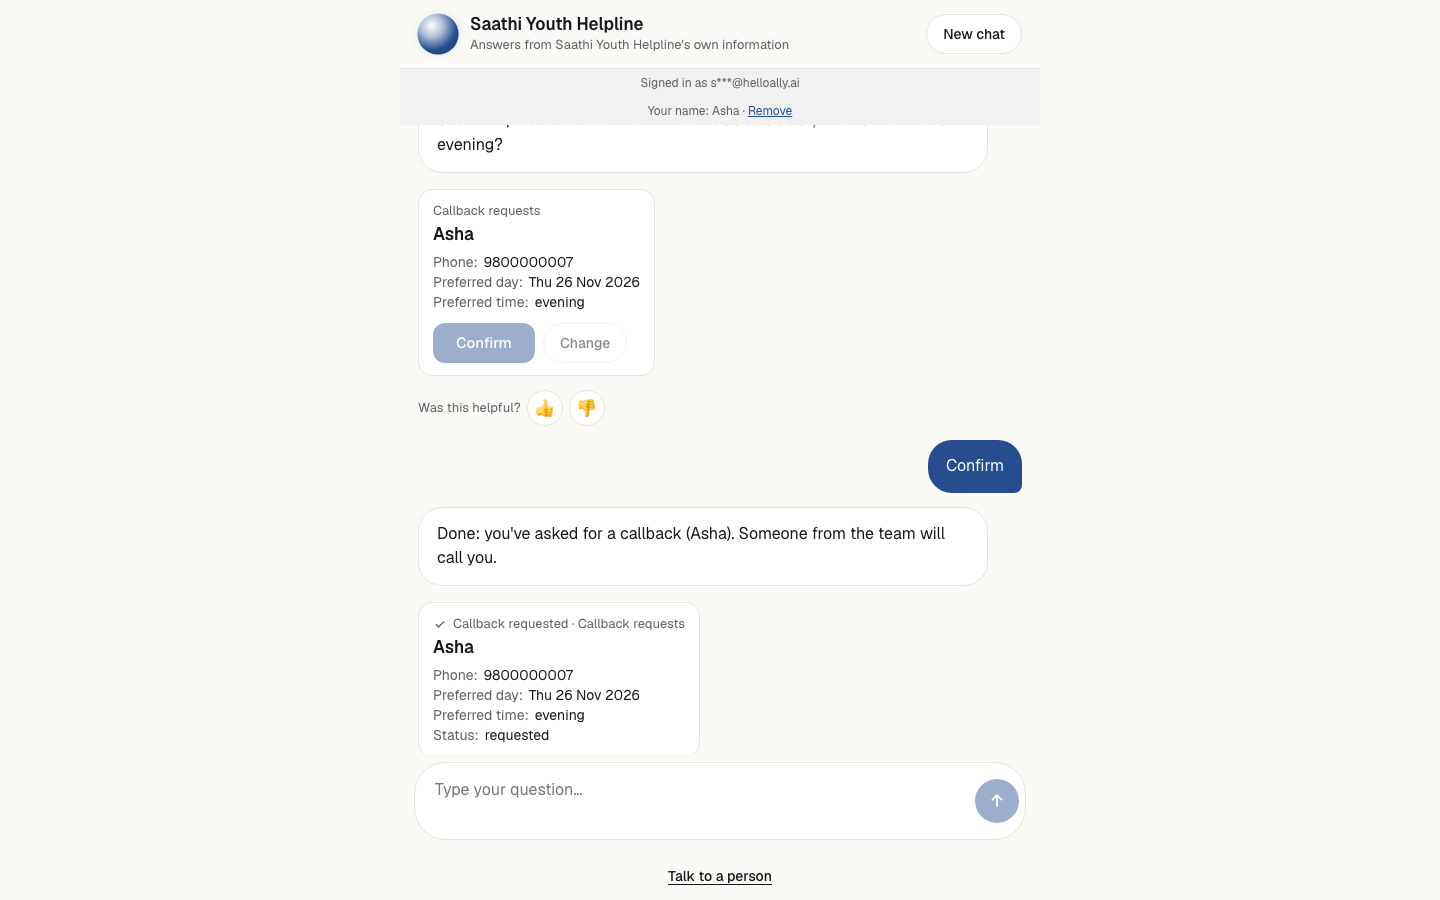 Saathi Youth Helpline
Answers from Saathi Youth Helpline's own information
New chat
Signed in as s***@helloally.ai
Your name: Asha · Remove
evening?
Callback requests
Asha
Phone: 9800000007
Preferred day: Thu 26 Nov 2026
Preferred time: evening
Confirm
Change
Was this helpful?
Confirm
Done: you've asked for a callback (Asha). Someone from the team will
call you.
Callback requested · Callback requests
Asha
Phone: 9800000007
Preferred day: Thu 26 Nov 2026
Preferred time: evening
Status: requested
Type your question...
Talk to a person